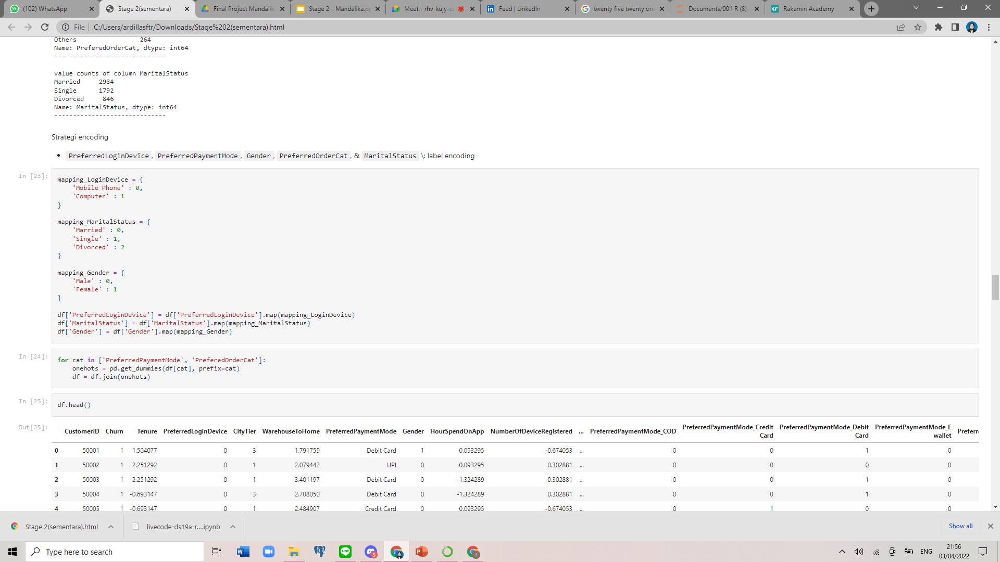 (102) WhatsApp
Stage 2(sementara)
Final Project Mandalik
Stage 2 - Mandalika.p
Meet - rhv-kujy-c
Feed | LinkedIn
twenty five twenty on
Documents/001 R (8)
Rakamin Academy
File
C:/Users/ardillasftr/Downloads/Stage%202(sementara).html
Others 264
Name: PreferedOrderCat, dtype: int64
------------------------------
value counts of column MaritalStatus
Married 2984
Single 1792
Divorced 846
Name: MaritalStatus, dtype: int64
------------------------------
Strategi encoding
• PreferredLoginDevice, PreferredPaymentMode, Gender, PreferredOrderCat, & MaritalStatus \: label encoding
In [23]:
mapping_LoginDevice = {
'Mobile Phone' : 0,
'Computer' : 1
}
mapping_MaritalStatus = {
'Married' : 0,
'Single' : 1,
'Divorced' : 2
}
mapping_Gender = {
'Male' : 0,
'Female' : 1
}
df['PreferredLoginDevice'] = df['PreferredLoginDevice'].map(mapping_LoginDevice)
df['MaritalStatus'] = df['MaritalStatus'].map(mapping_MaritalStatus)
df['Gender'] = df['Gender'].map(mapping_Gender)
In [24]:
for cat in ['PreferredPaymentMode', 'PreferedOrderCat']:
onehots = pd.get_dummies(df[cat], prefix=cat)
df = df.join(onehots)
In [25]:
df.head()
Out[25]:
CustomerID Churn Tenure PreferredLoginDevice CityTier WarehouseToHome PreferredPaymentMode Gender HourSpendOnApp NumberOfDeviceRegistered ... PreferredPaymentMode_COD PreferredPaymentMode_Credit Card PreferredPaymentMode_Debit Card PreferredPaymentMode_E wallet Preferr
0 50001 1 1.504077 0 3 1.791759 Debit Card 1 0.093295 -0.674053 ... 0 0 1 0
1 50002 1 2.251292 0 1 2.079442 UPI 0 0.093295 0.302881 ... 0 0 0 0
2 50003 1 2.251292 0 1 3.401197 Debit Card 0 -1.324289 0.302881 ... 0 0 1 0
3 50004 1 -0.693147 0 3 2.708050 Debit Card 0 -1.324289 0.302881 ... 0 0 1 0
4 50005 1 -0.693147 0 1 2.484907 Credit Card 0 0.093295 -0.674053 ... 0 1 0 0
Stage 2(sementara).html
livecode-ds19a-r....ipynb
Show all
Type here to search
5
ENG
21:56
03/04/2022